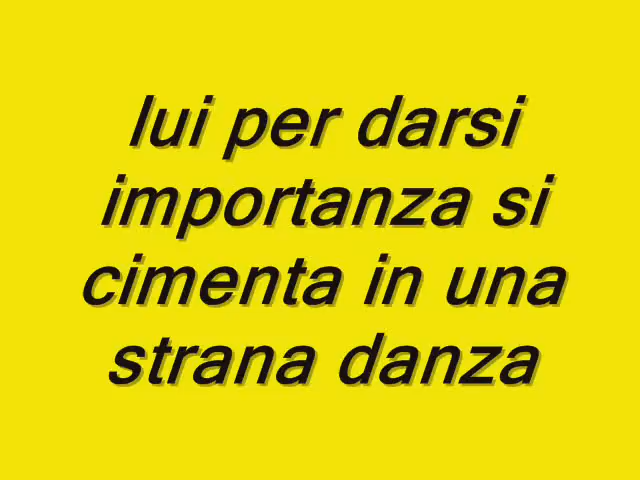 lui per darsi
importanza si
cimenta in una
strana danza